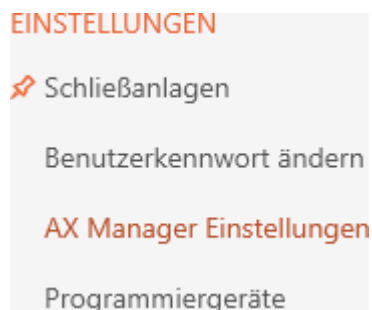 EINSTELLUNGEN
Schließanlagen
Benutzerkennwort ändern
AX Manager Einstellungen
Programmiergeräte